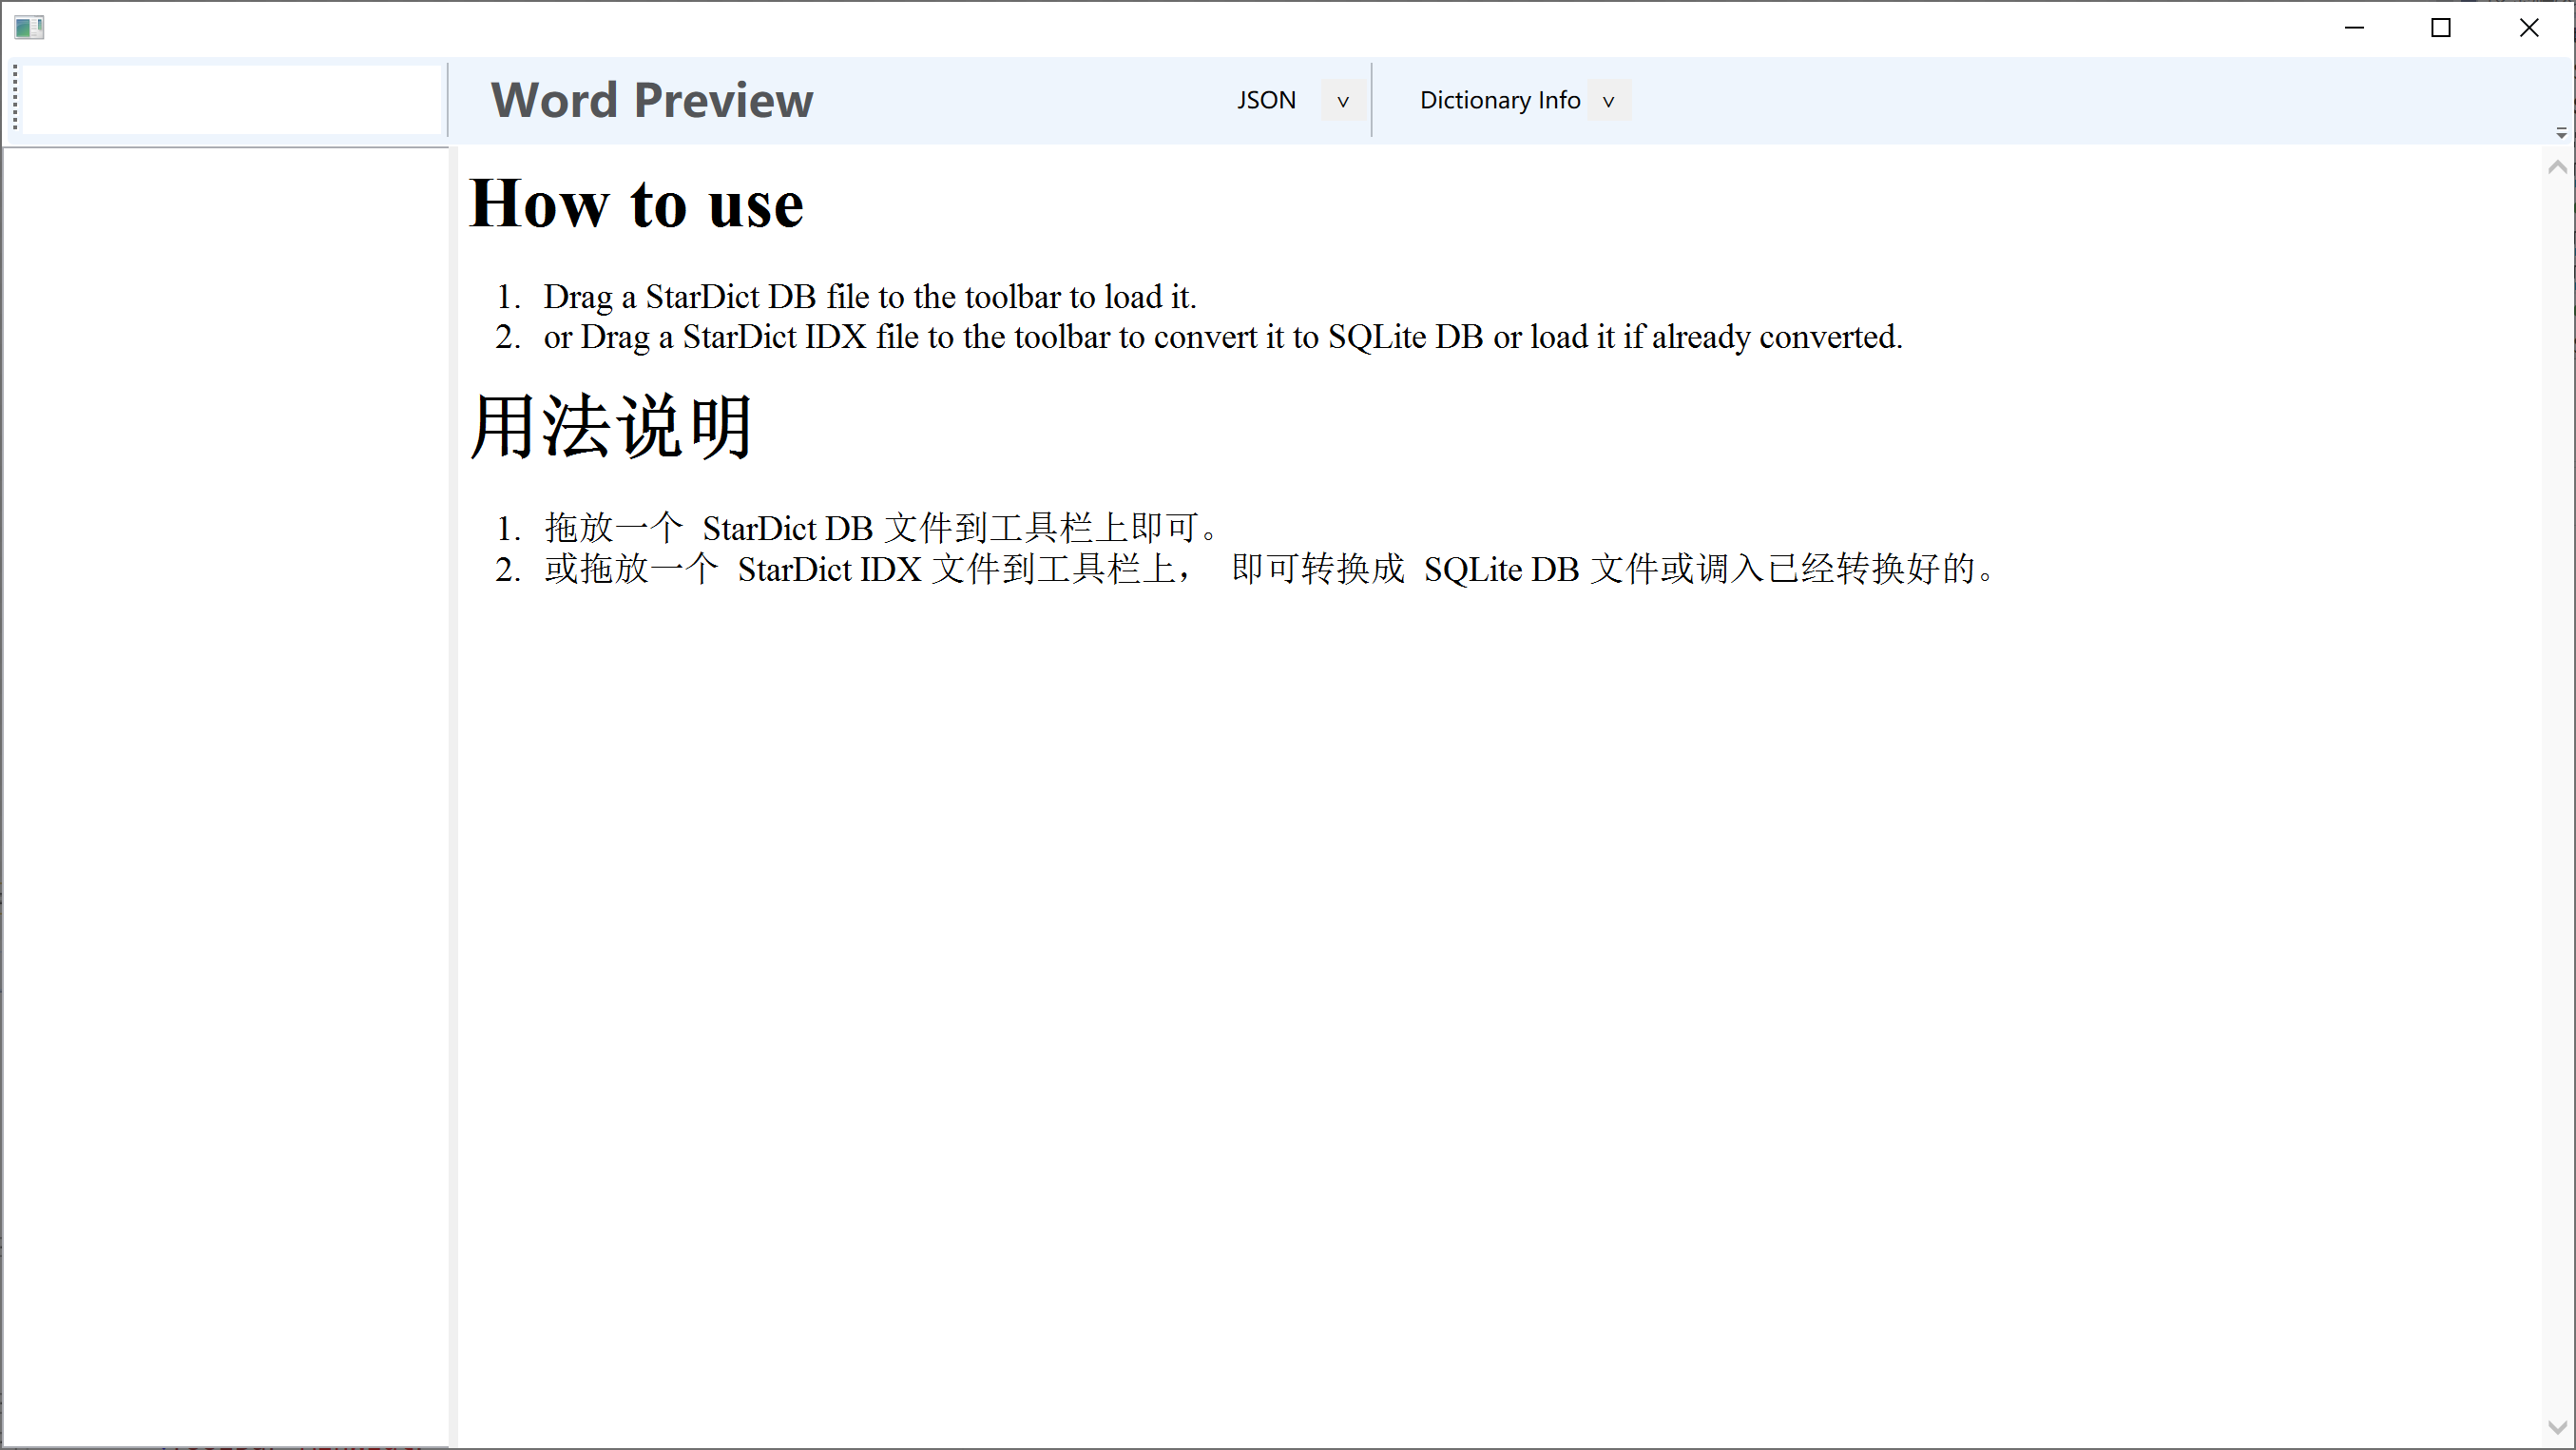 Word Preview
JSON
Dictionary Info
How to use
1. Drag a StarDict DB file to the toolbar to load it.
2. or Drag a StarDict IDX file to the toolbar to convert it to SQLite DB or load it if already converted.
用法说明
1. 拖放一个 StarDict DB 文件到工具栏上即可。
2. 或拖放一个 StarDict IDX 文件到工具栏上， 即可转换成 SQLite DB 文件或调入已经转换好的。